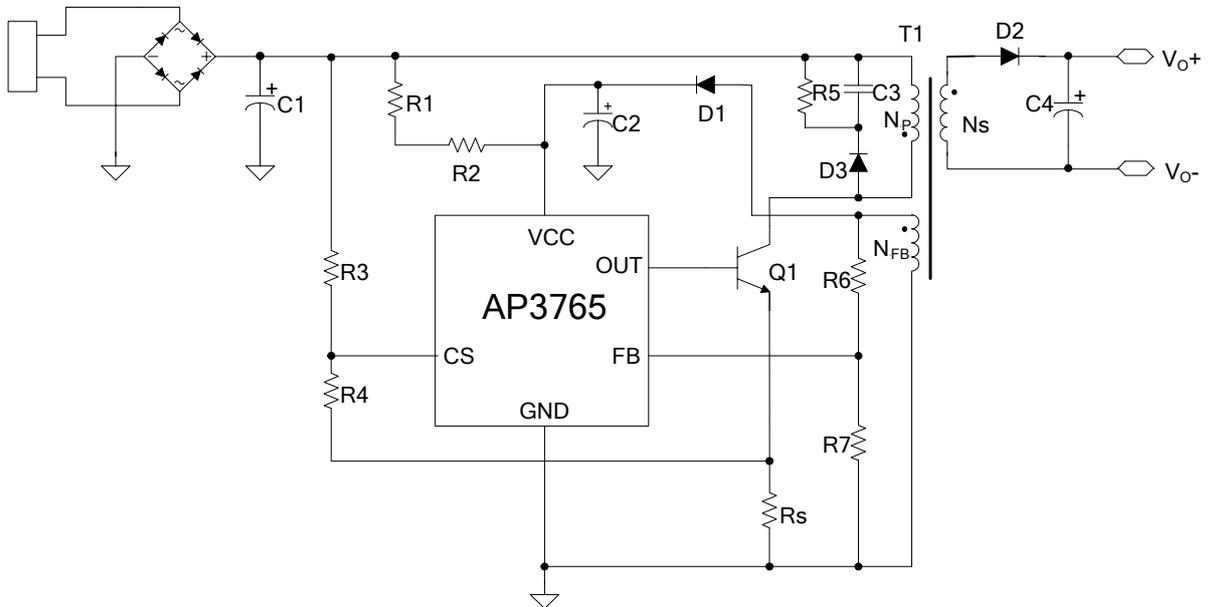 T1
D2
~
- +
~
VO+
+
C1
R1
+
C2
D1
R5
C3
NP
Ns
C4
+
R2
D3
VO-
VCC
OUT
Q1
NFB
R3
R6
AP3765
CS
FB
R4
GND
R7
Rs